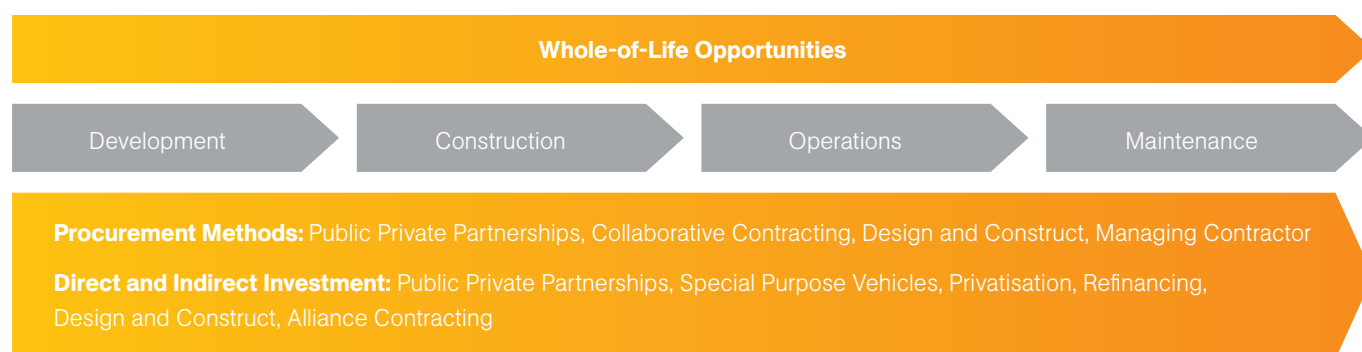 Whole-of-Life Opportunities
Development
Construction
Operations
Maintenance
Procurement Methods: Public Private Partnerships, Collaborative Contracting, Design and Construct, Managing Contractor
Direct and Indirect Investment: Public Private Partnerships, Special Purpose Vehicles, Privatisation, Refinancing,
Design and Construct, Alliance Contracting